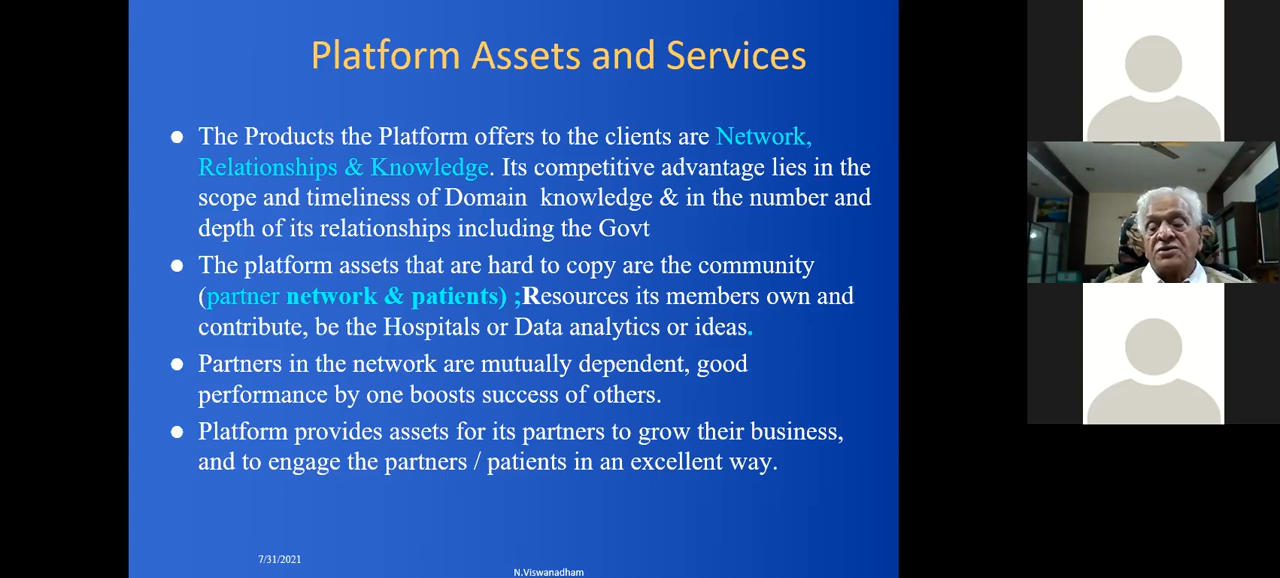 Platform Assets and Services
The Products the Platform offers to the clients are Network,
Relationships & Knowledge. Its competitive advantage lies in the
scope and timeliness of Domain knowledge & in the number and
depth of its relationships including the Govt
The platform assets that are hard to copy are the community
(partner network & patients) ;Resources its members own and
contribute, be the Hospitals or Data analytics or ideas.
Partners in the network are mutually dependent, good
performance by one boosts success of others.
Platform provides assets for its partners to grow their business,
and to engage the partners / patients in an excellent way.
7/31/2021
N.Viswanadham